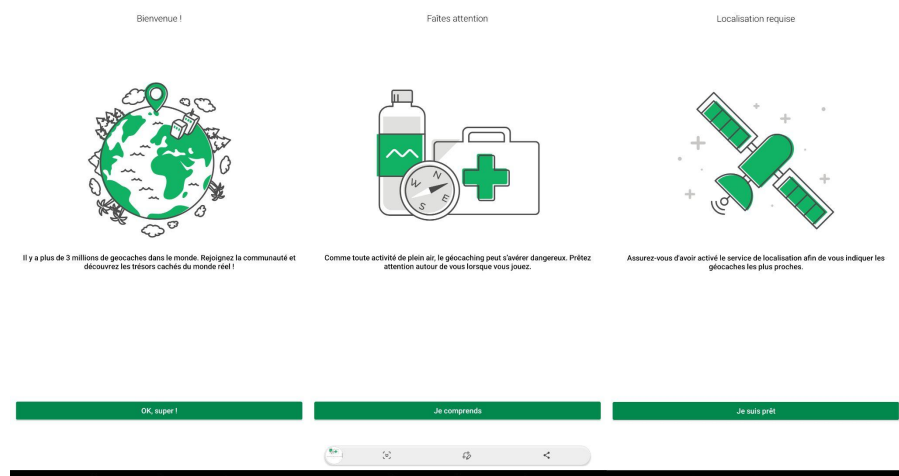 Bienvenue !
Il y a plus de 3 millions de geocaches dans le monde. Rejoignez la communauté et
découvrez les trésors cachés du monde réel !
OK, super !
Faites attention
N
W
E
S
Comme toute activité de plein air, le géocaching peut s'avérer dangereux. Prêtez
attention autour de vous lorsque vous jouez.
Je comprends
Localisation requise
Assurez-vous d'avoir activé le service de localisation afin de vous indiquer les
géocaches les plus proches.
Je suis prêt